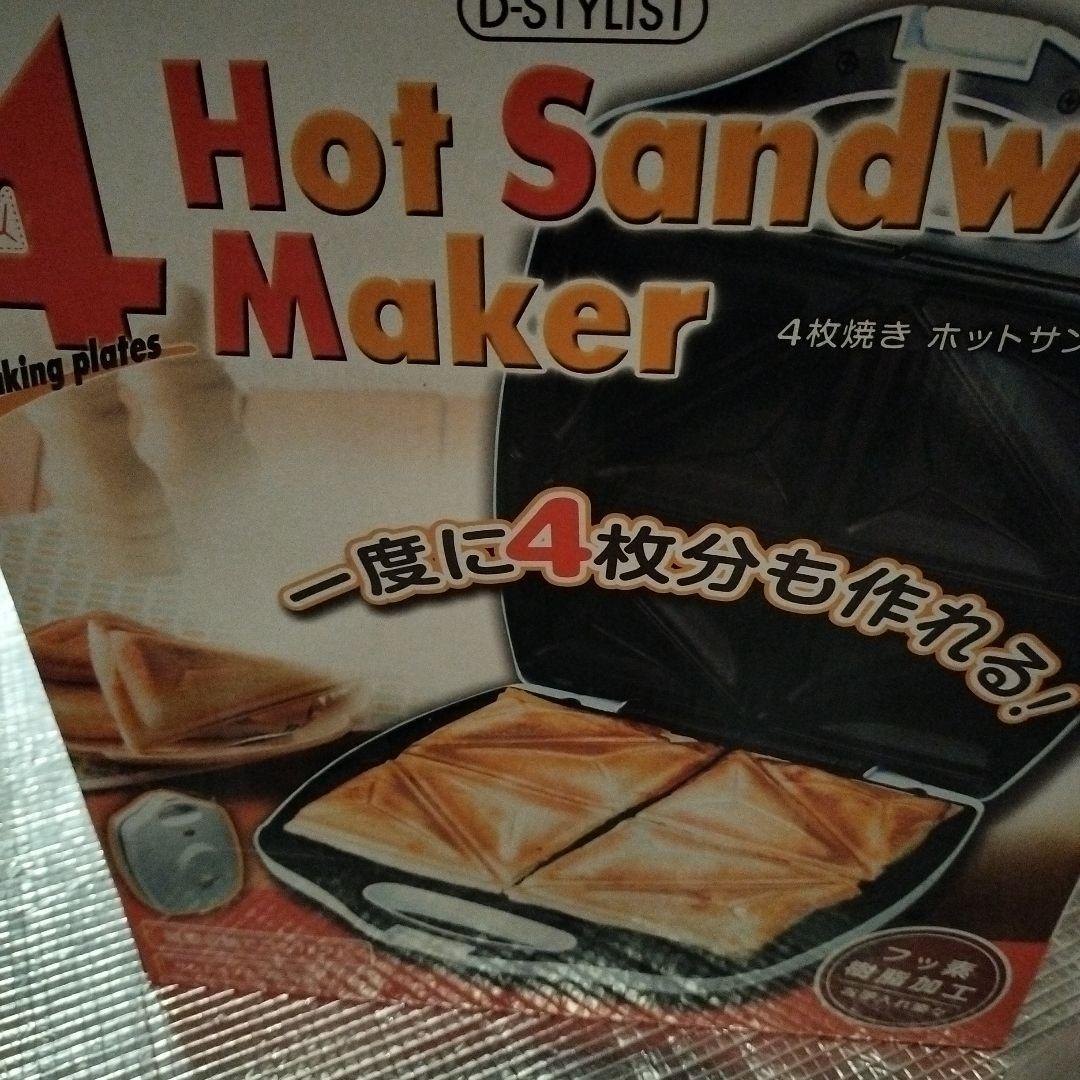 D-STYLIST
4 Hot Sandw
Maker
king plates
4枚焼き ホットサン
一度に4枚分も作れる!
フッ素
樹脂加工